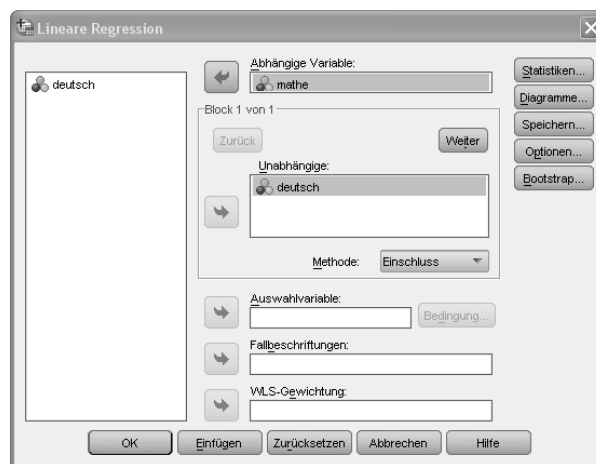 Lineare Regression
deutsch
Abhängige Variable:
mathe
Block 1 von 1
Zurück
Weiter
Unabhängige:
deutsch
Methode:
Einschluss
Auswahlvariable:
Bedingung...
Fallbeschriftungen:
WLS-Gewichtung:
Statistiken...
Diagramme...
Speichern...
Optionen...
Bootstrap...
OK
Einfügen
Zurücksetzen
Abbrechen
Hilfe